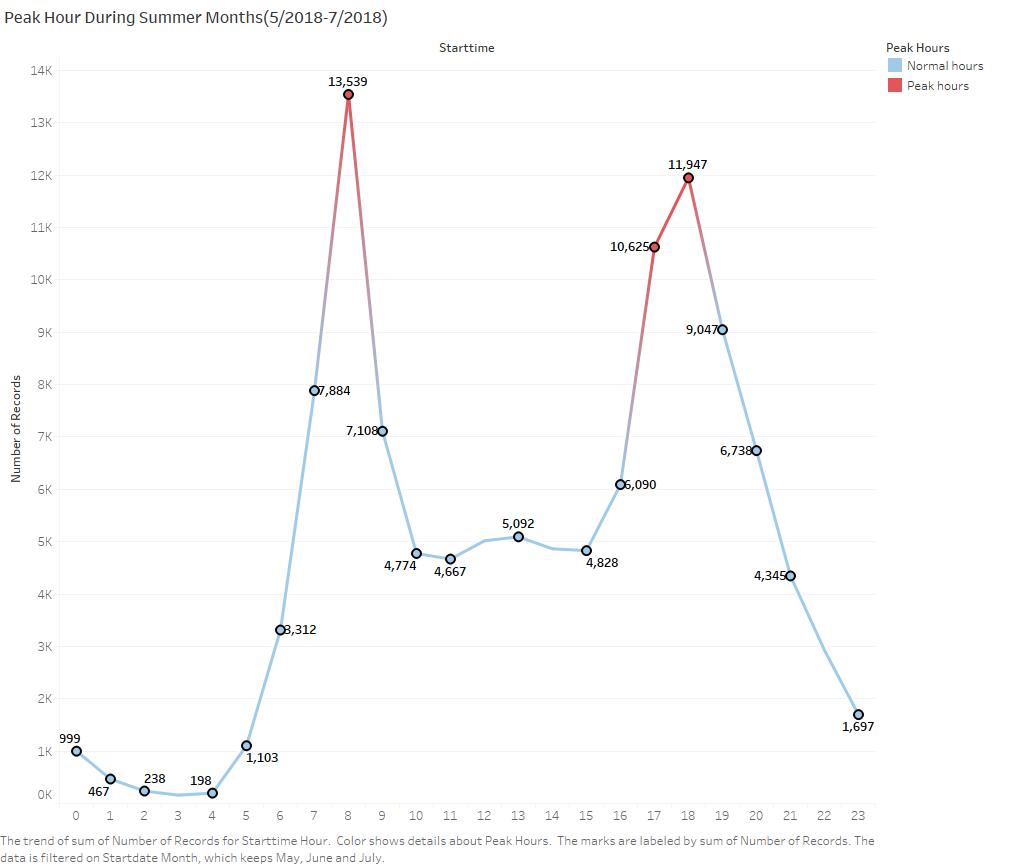 Peak Hour During Summer Months(5/2018-7/2018)
Starttime
Peak Hours
Normal hours
Peak hours
Number of Records
14K
13K
12K
11K
10K
9K
8K
7K
6K
5K
4K
3K
2K
1K
0K
999
467
238
198
1,103
3,312
7,884
13,539
7,108
4,774
4,667
5,092
4,828
6,090
10,625
11,947
9,047
6,738
4,345
1,697
0 1 2 3 4 5 6 7 8 9 10 11 12 13 14 15 16 17 18 19 20 21 22 23
The trend of sum of Number of Records for Starttime Hour.  Color shows details about Peak Hours.  The marks are labeled by sum of Number of Records. The
data is filtered on Startdate Month, which keeps May, June and July.